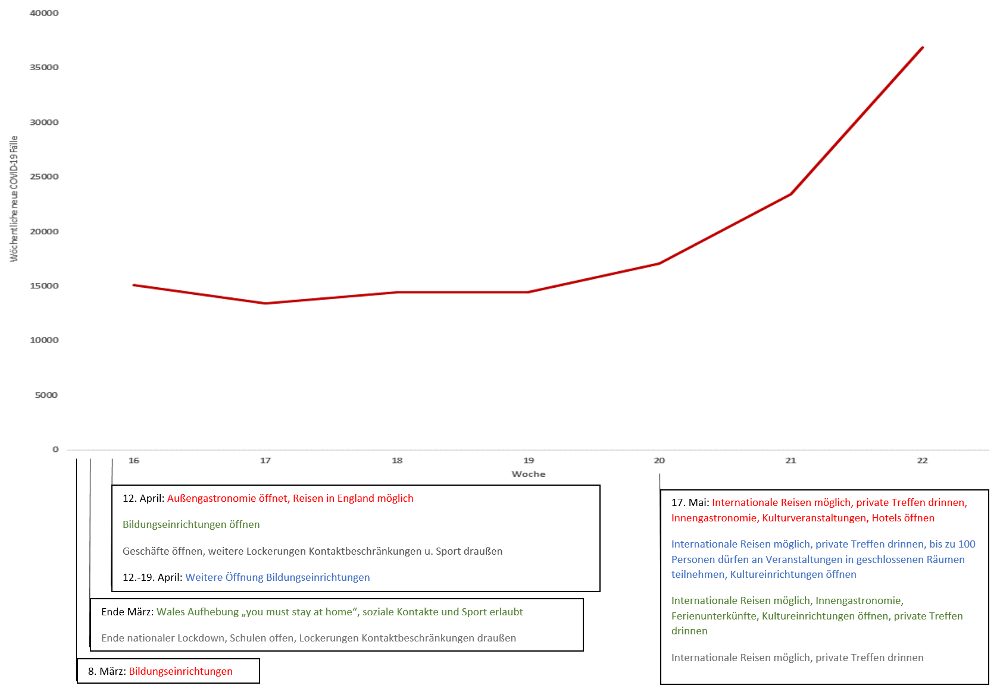 40000
35000
30000
25000
20000
15000
10000
5000
0
Wöchentliche neue COVID-19 Fälle
16 17 18 19 20 21 22
Woche
12. April: Außengastronomie öffnet, Reisen in England möglich
Bildungseinrichtungen öffnen
Geschäfte öffnen, weitere Lockerungen Kontaktbeschränkungen u. Sport draußen
12.-19. April: Weitere Öffnung Bildungseinrichtungen
Ende März: Wales Aufhebung „you must stay at home“, soziale Kontakte und Sport erlaubt
Ende nationaler Lockdown, Schulen offen, Lockerungen Kontaktbeschränkungen draußen
8. März: Bildungseinrichtungen
17. Mai: Internationale Reisen möglich, private Treffen drinnen,
Innengastronomie, Kulturveranstaltungen, Hotels öffnen
Internationale Reisen möglich, private Treffen drinnen, bis zu 100
Personen dürfen an Veranstaltungen in geschlossenen Räumen
teilnehmen, Kultureinrichtungen öffnen
Internationale Reisen möglich, Innengastronomie,
Ferienunterkünfte, Kultureinrichtungen öffnen, private Treffen
drinnen
Internationale Reisen möglich, private Treffen drinnen